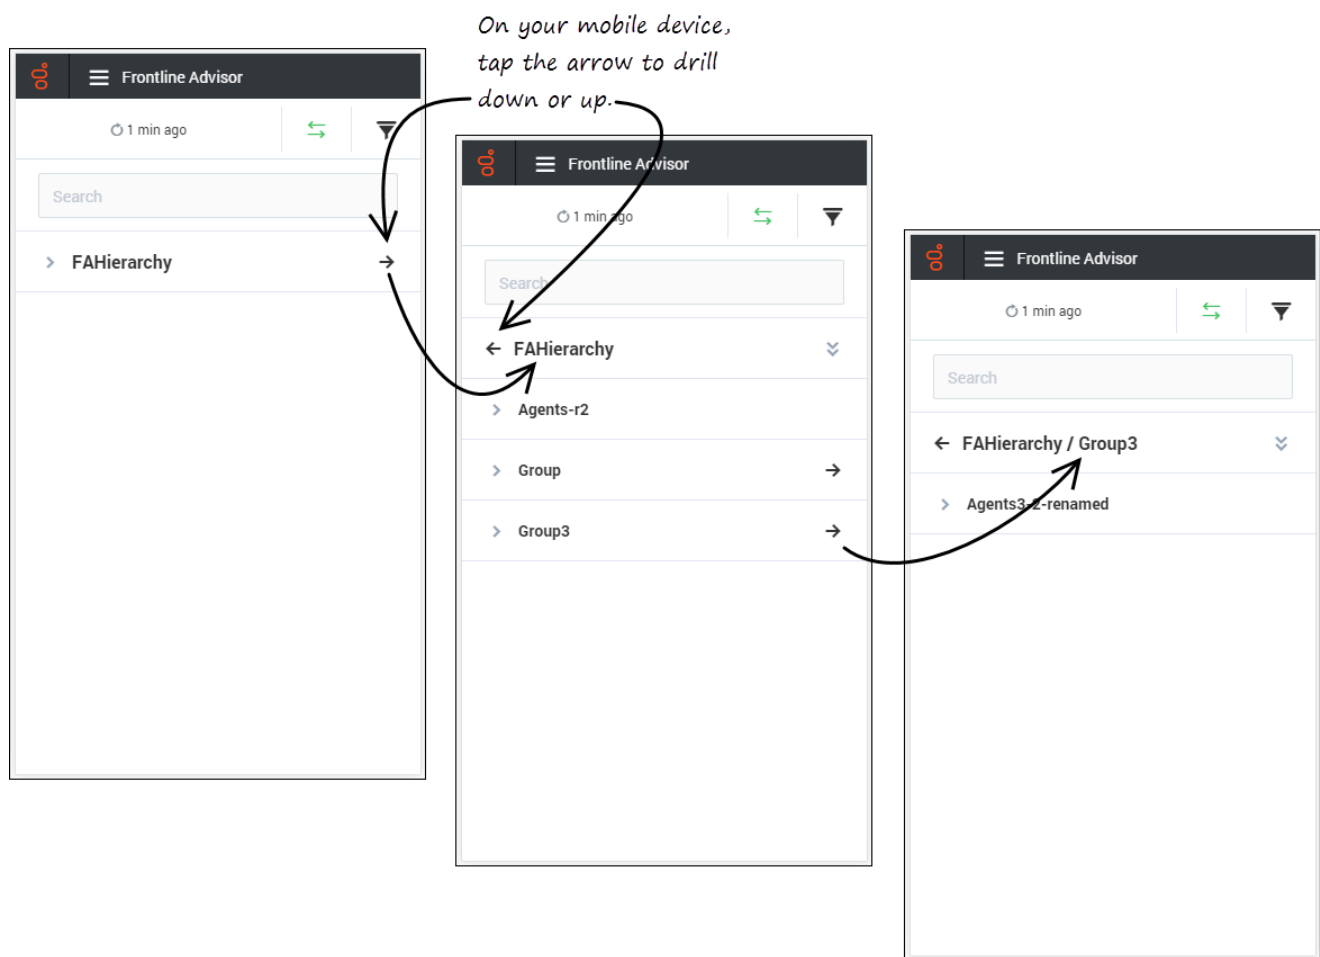 On your mobile device,
tap the arrow to drill
down or up.
Frontline Advisor
1 min ago
Search
FAHierarchy
Frontline Advisor
1 min ago
Search
FAHierarchy
Agents-r2
Group
Group3
Frontline Advisor
1 min ago
Search
FAHierarchy / Group3
Agents3-2-renamed